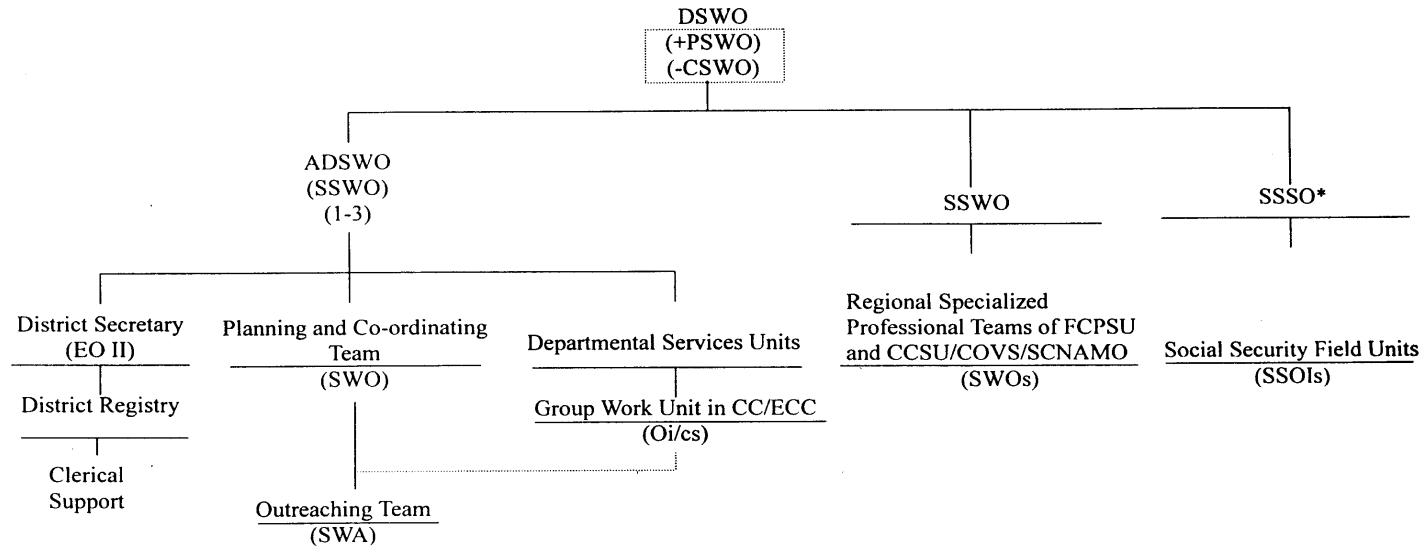 DSWO
(+PSWO)
(-CSWO)
ADSWO
(SSWO)
(1-3)
SSWO
SSSO*
District Secretary
(EO II)
District Registry
Clerical
Support
Planning and Co-ordinating
Team
(SWO)
Outreaching Team
(SWA)
Departmental Services Units
Group Work Unit in CC/ECC
(Oi/cs)
Regional Specialized
Professional Teams of FCPSU
and CCSU/COVS/SCNAMO
(SWOs)
Social Security Field Units
(SSOIs)